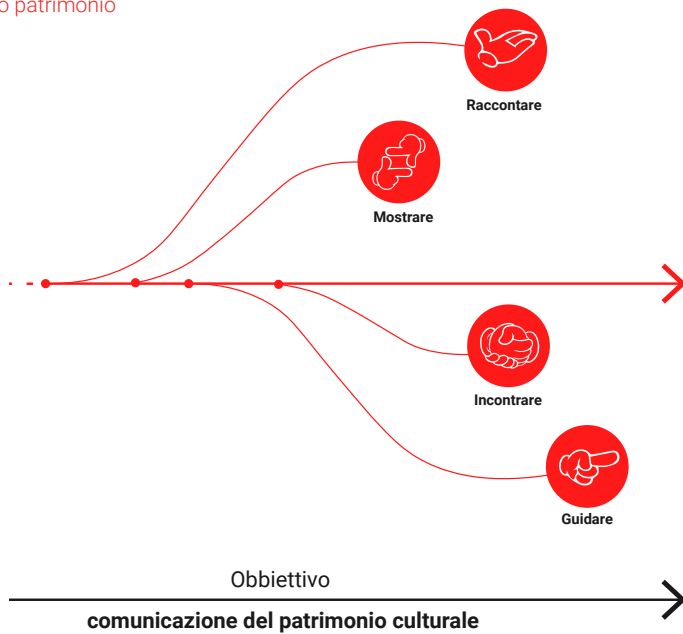 o patrimonio
Raccontare
Mostrare
Incontrare
Guidare
Obbiettivo
comunicazione del patrimonio culturale